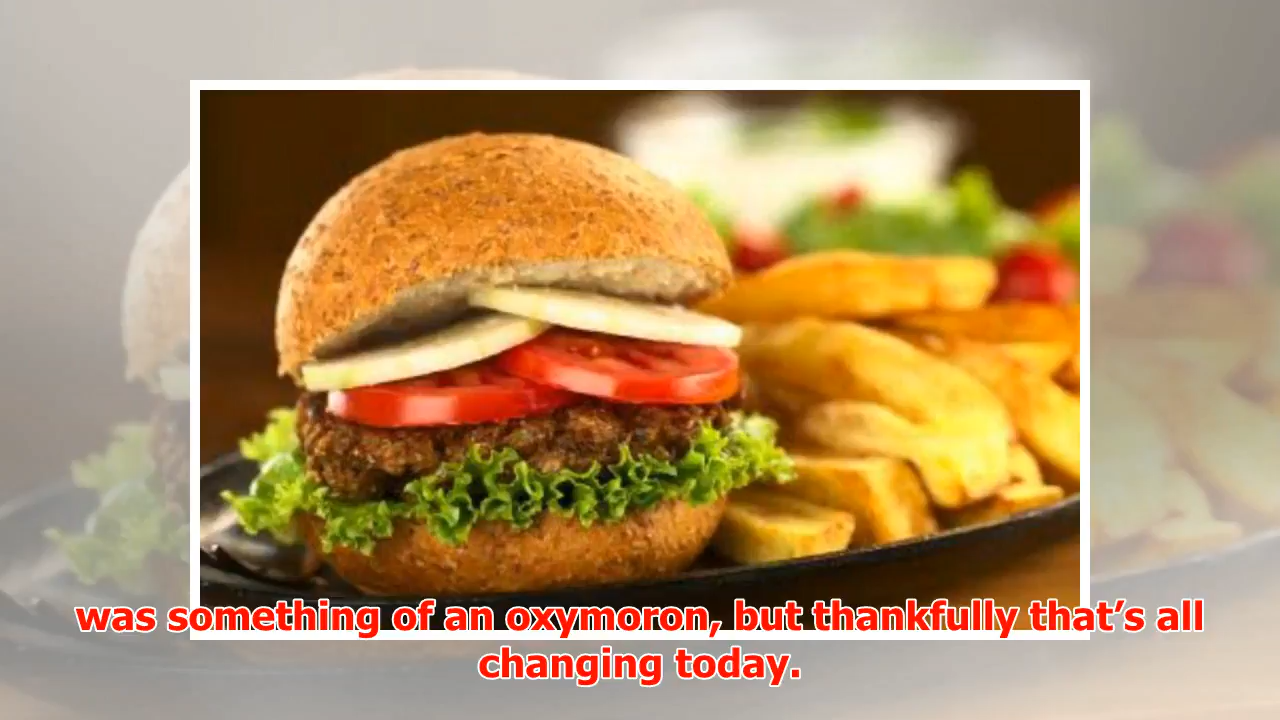 was something of an oxymoron, but thankfully that’s all
changing today.